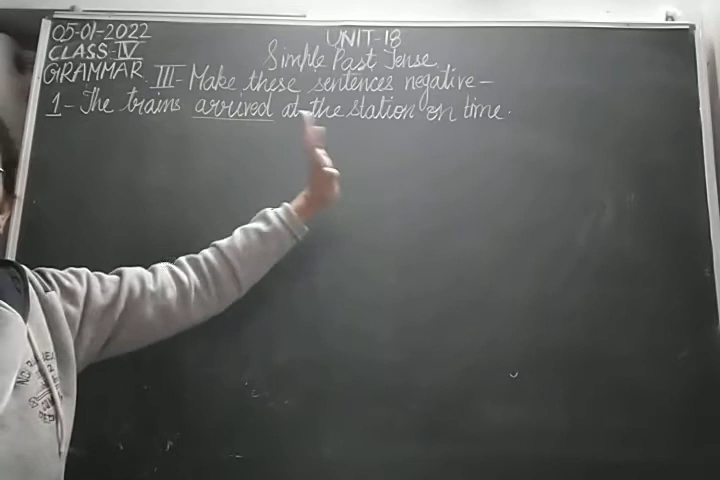 05-01-2022
UNIT-18
CLASS-IV
Simple Past Tense
GRAMMAR
III- Make these sentences negative-
1- The trains arrived at the station on time.